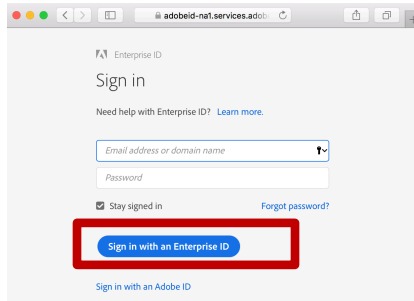 adobeid-na1.services.adob
Enterprise ID
Sign in
Need help with Enterprise ID? Learn more.
Email address or domain name
Password
Stay signed in Forgot password?
Sign in with an Enterprise ID
Sign in with an Adobe ID